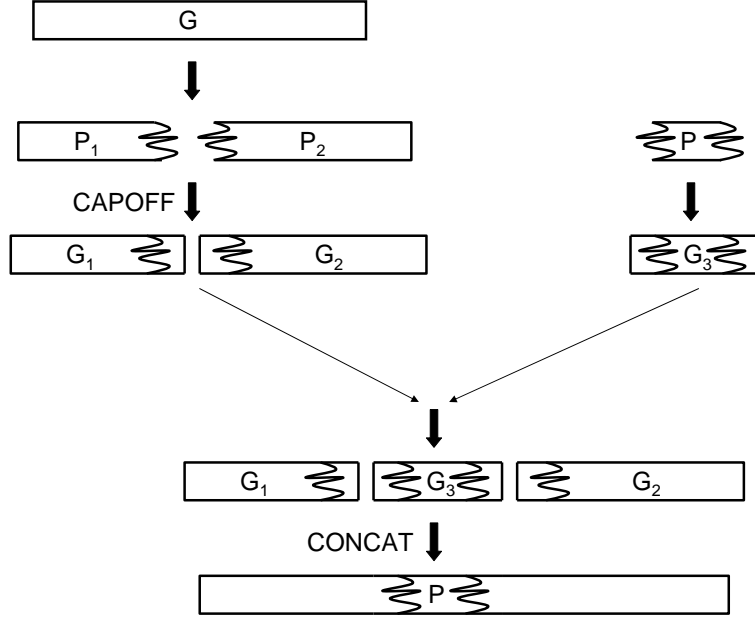 G
P₁ P₂ P
CAPOFF
G₁ G₂ G₃
G₁ G₃ G₂
CONCAT
P